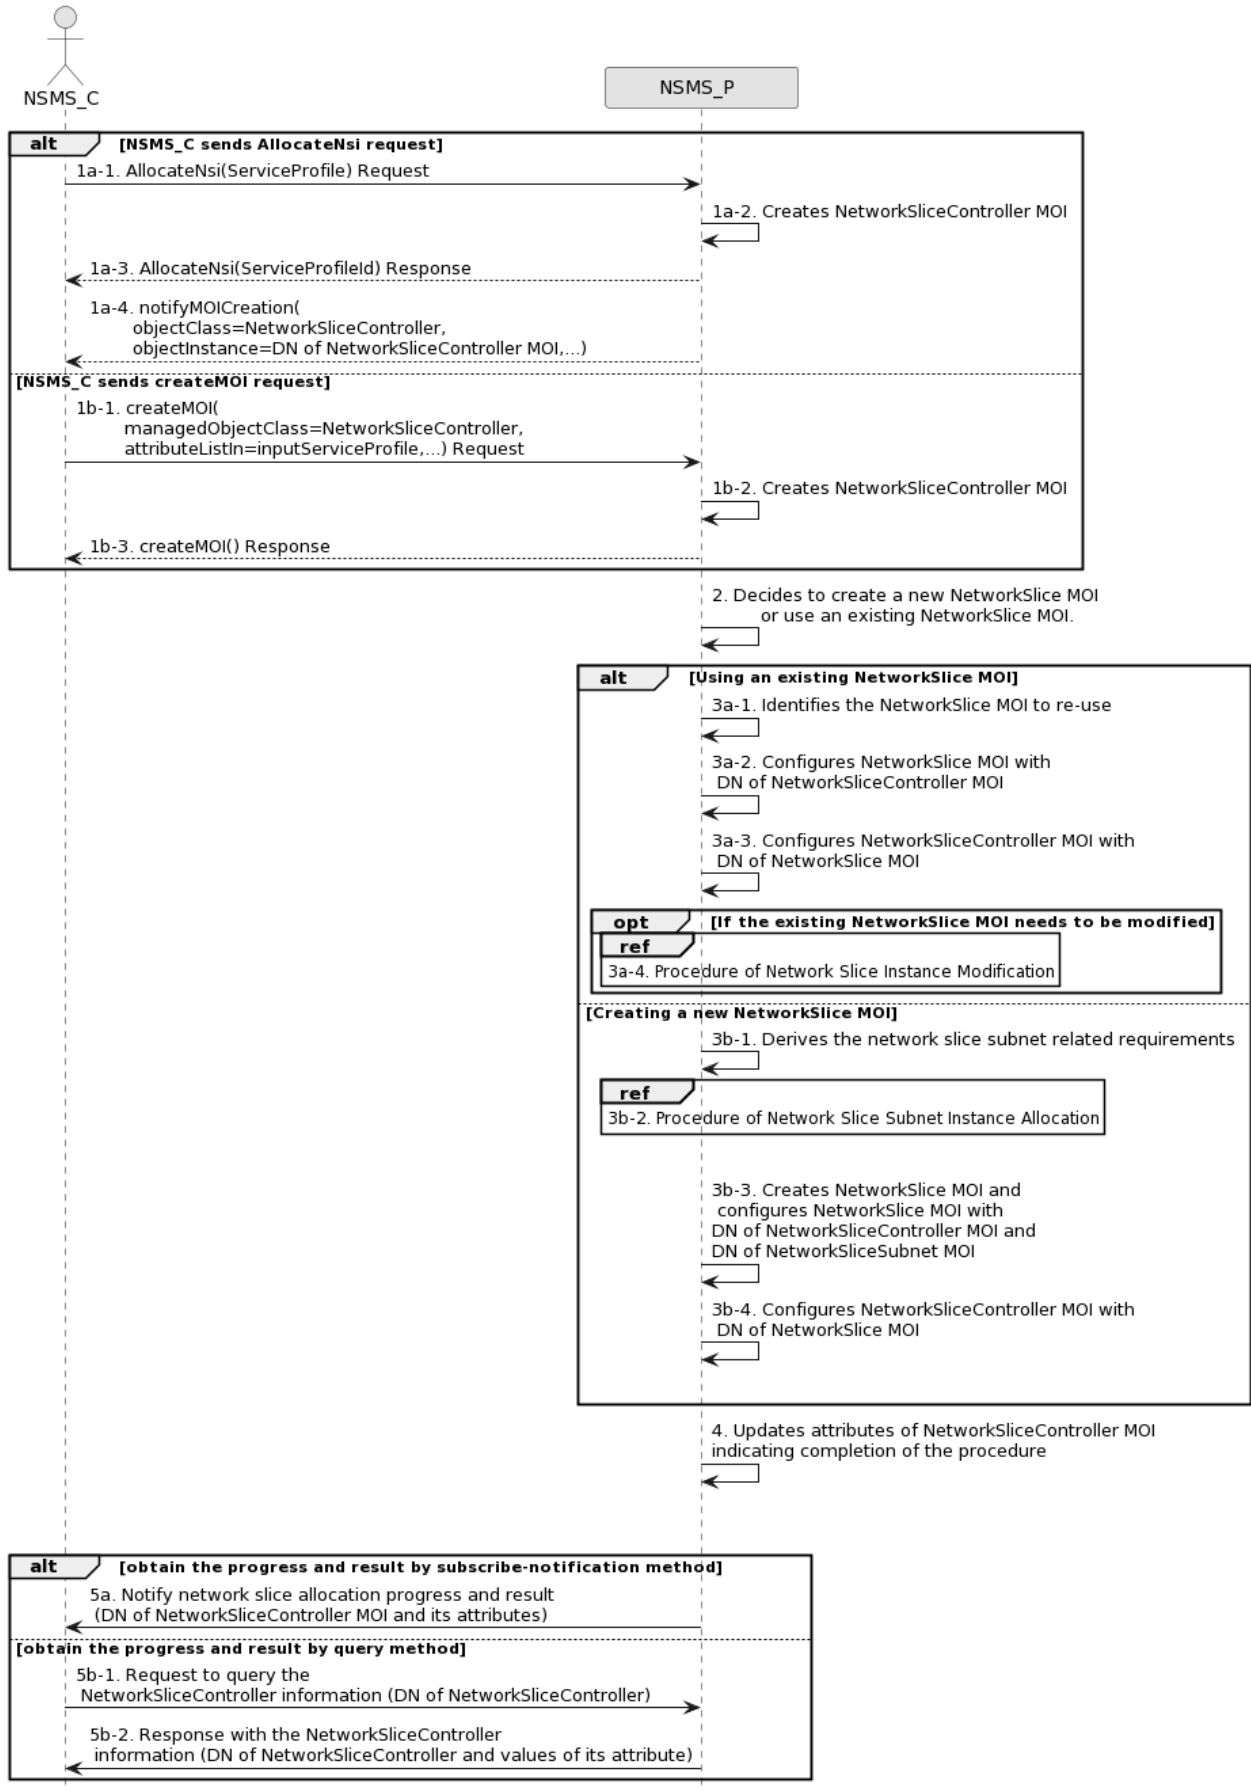 NSMS_C
NSMS_P
alt
[NSMS_C sends AllocateNsi request]
1a-1. AllocateNsi(ServiceProfile) Request
1a-2. Creates NetworkSliceController MOI
1a-3. AllocateNsi(ServiceProfileId) Response
1a-4. notifyMOICreation(
objectClass=NetworkSliceController,
objectInstance=DN of NetworkSliceController MOI,...)
[NSMS_C sends createMOI request]
1b-1. createMOI(
managedObjectClass=NetworkSliceController,
attributeListIn=inputServiceProfile,...) Request
1b-2. Creates NetworkSliceController MOI
1b-3. createMOI() Response
2. Decides to create a new NetworkSlice MOI
or use an existing NetworkSlice MOI.
alt
[Using an existing NetworkSlice MOI]
3a-1. Identifies the NetworkSlice MOI to re-use
3a-2. Configures NetworkSlice MOI with
DN of NetworkSliceController MOI
3a-3. Configures NetworkSliceController MOI with
DN of NetworkSlice MOI
opt
[If the existing NetworkSlice MOI needs to be modified]
ref
3a-4. Procedure of Network Slice Instance Modification
[Creating a new NetworkSlice MOI]
3b-1. Derives the network slice subnet related requirements
ref
3b-2. Procedure of Network Slice Subnet Instance Allocation
3b-3. Creates NetworkSlice MOI and
configures NetworkSlice MOI with
DN of NetworkSliceController MOI and
DN of NetworkSliceSubnet MOI
3b-4. Configures NetworkSliceController MOI with
DN of NetworkSlice MOI
4. Updates attributes of NetworkSliceController MOI
indicating completion of the procedure
alt
[obtain the progress and result by subscribe-notification method]
5a. Notify network slice allocation progress and result
(DN of NetworkSliceController MOI and its attributes)
[obtain the progress and result by query method]
5b-1. Request to query the
NetworkSliceController information (DN of NetworkSliceController)
5b-2. Response with the NetworkSliceController
information (DN of NetworkSliceController and values of its attribute)